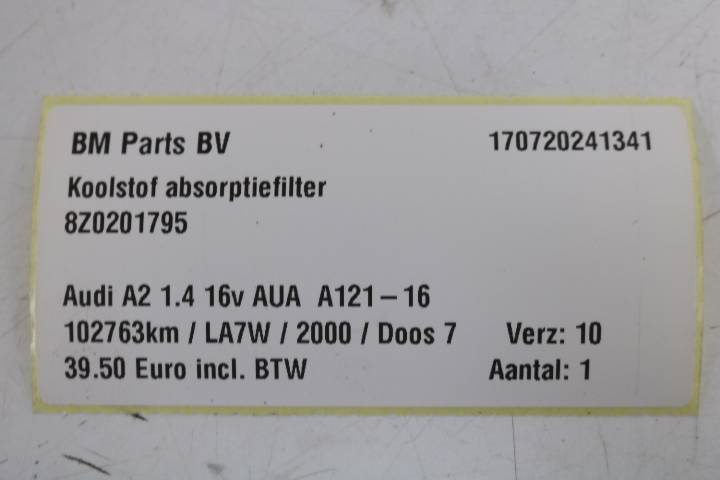 BM Parts BV 170720241341
Koolstof absorptiefilter
8Z0201795
Audi A2 1.4 16v AUA A121-16
102763km / LA7W / 2000 / Doos 7 Verz: 10
39.50 Euro incl. BTW Aantal: 1